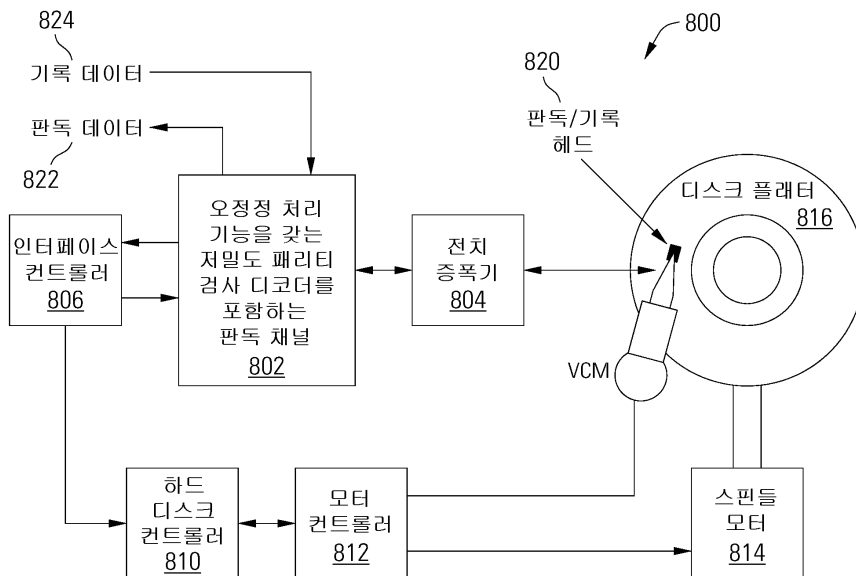 824
기록 데이터
판독 데이터
822
800
820
판독/기록
헤드
디스크 플래터
816
인터페이스
컨트롤러
806
오정정 처리
기능을 갖는
저밀도 패리티
검사 디코더를
포함하는
판독 채널
802
전치
증폭기
804
VCM
하드
디스크
컨트롤러
810
모터
컨트롤러
812
스핀들
모터
814